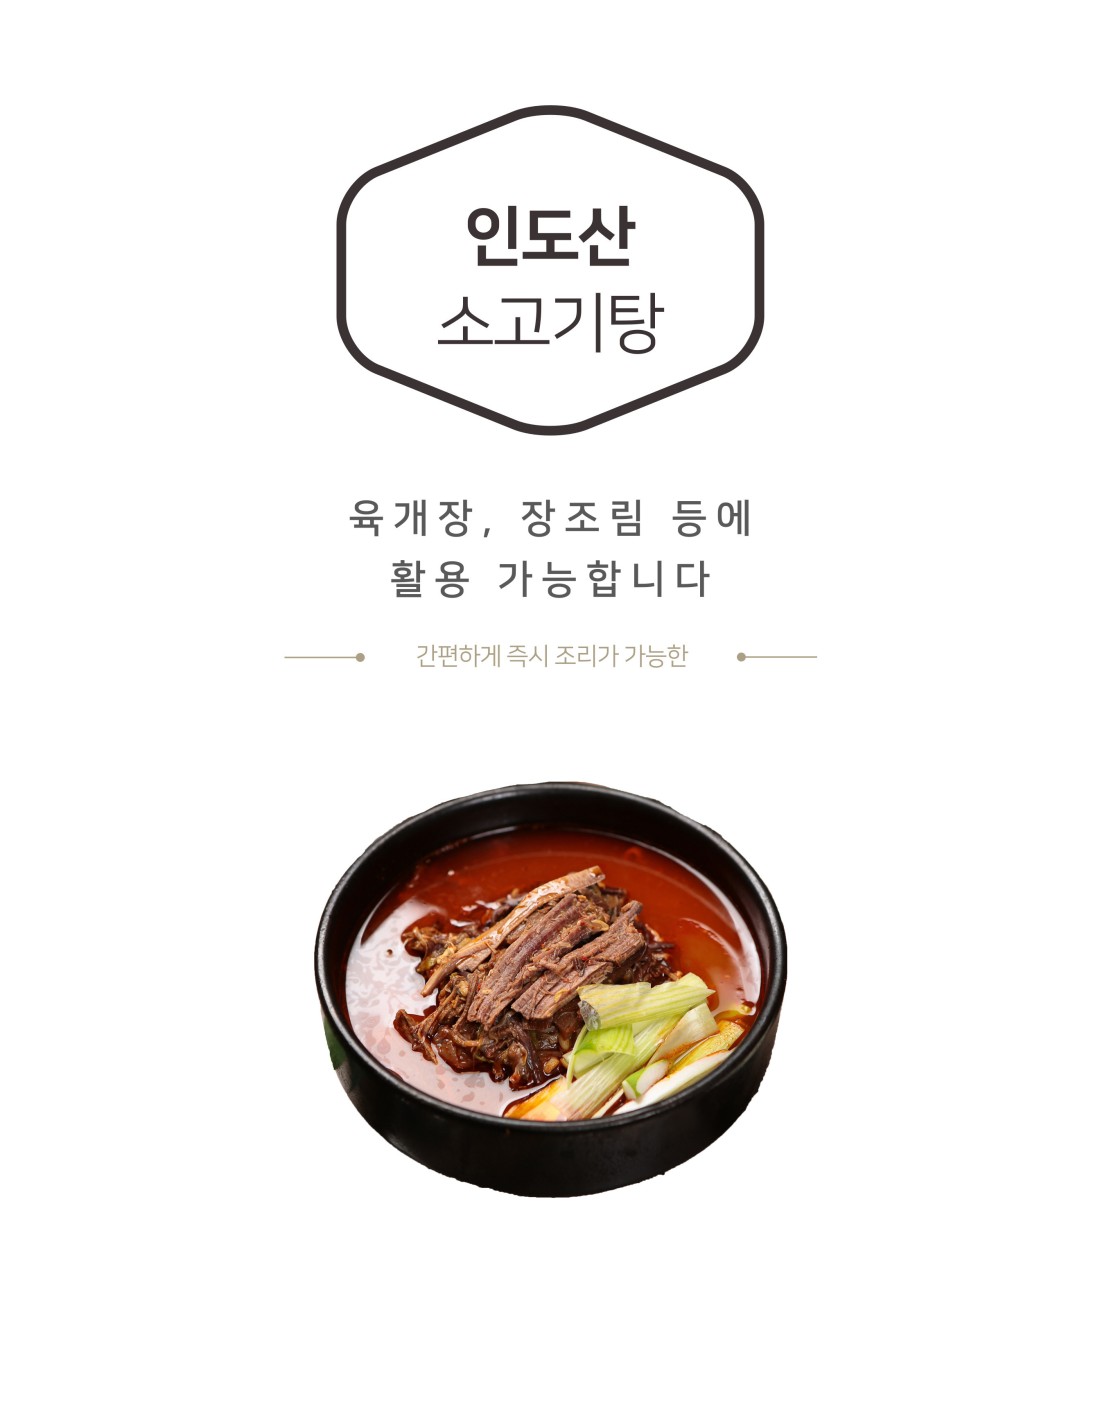 인도산
소고기탕
육개장, 장조림 등에
활용 가능합니다
간편하게 즉시 조리가 가능한